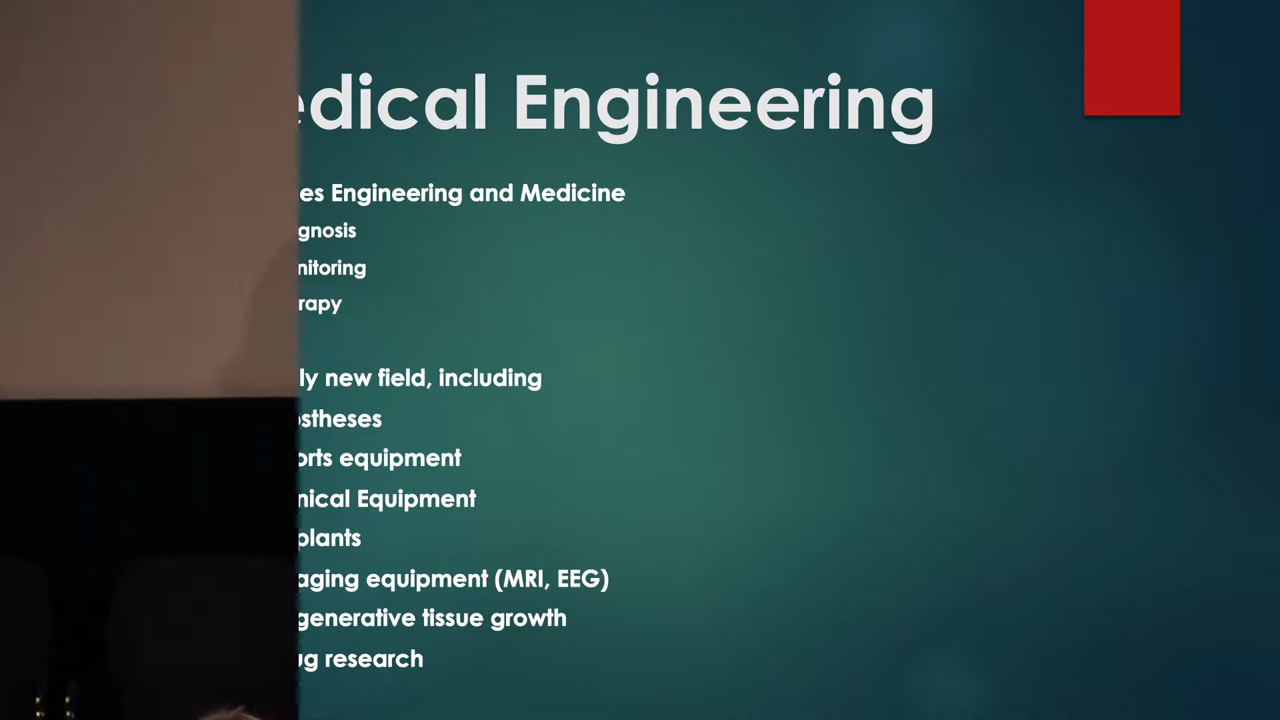 edical Engineering
es Engineering and Medicine
gnosis
nitoring
rapy
ly new field, including
ostheses
orts equipment
nical Equipment
plants
aging equipment (MRI, EEG)
generative tissue growth
ug research